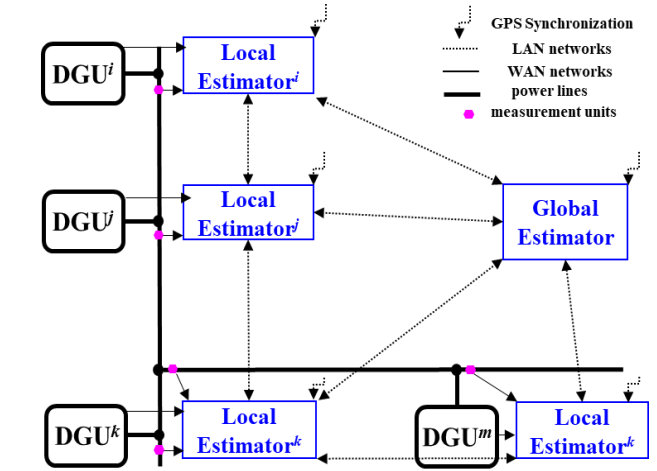 GPS Synchronization
LAN networks
WAN networks
power lines
measurement units
DGUⁱ
Local
Estimatorⁱ
DGUʲ
Local
Estimatorʲ
Global
Estimator
DGUᵏ
Local
Estimatorᵏ
DGUᵐ
Local
Estimatorᵏ